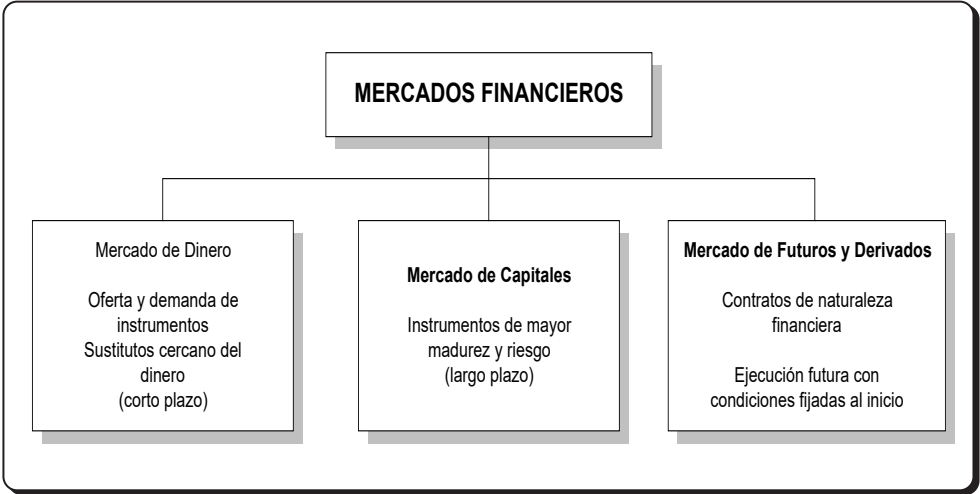 MERCADOS FINANCIEROS
Mercado de Dinero
Oferta y demanda de
instrumentos
Sustitutos cercano del
dinero
(corto plazo)
Mercado de Capitales
Instrumentos de mayor
madurez y riesgo
(largo plazo)
Mercado de Futuros y Derivados
Contratos de naturaleza
financiera
Ejecución futura con
condiciones fijadas al inicio